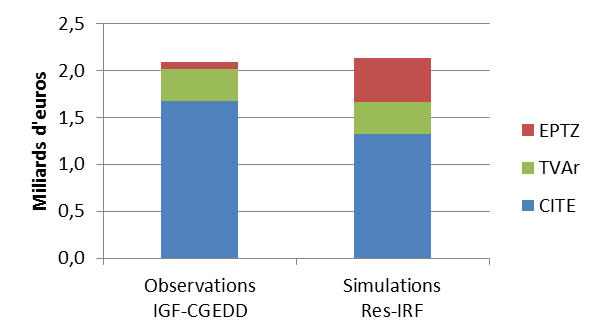 2,5
2,0
1,5
1,0
0,5
0,0
Miliards d'euros
Observations
IGF-CGEDD
Simulations
Res-IRF
EPTZ
TVAr
CITE